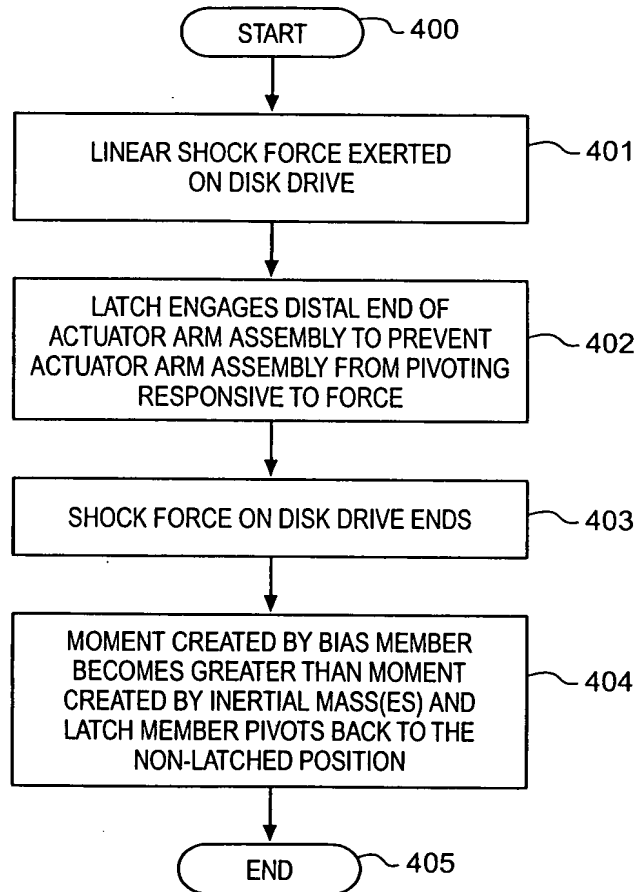 START
400
LINEAR SHOCK FORCE EXERTED
ON DISK DRIVE
401
LATCH ENGAGES DISTAL END OF
ACTUATOR ARM ASSEMBLY TO PREVENT
ACTUATOR ARM ASSEMBLY FROM PIVOTING
RESPONSIVE TO FORCE
402
SHOCK FORCE ON DISK DRIVE ENDS
403
MOMENT CREATED BY BIAS MEMBER
BECOMES GREATER THAN MOMENT
CREATED BY INERTIAL MASS(ES) AND
LATCH MEMBER PIVOTS BACK TO THE
NON-LATCHED POSITION
404
END
405